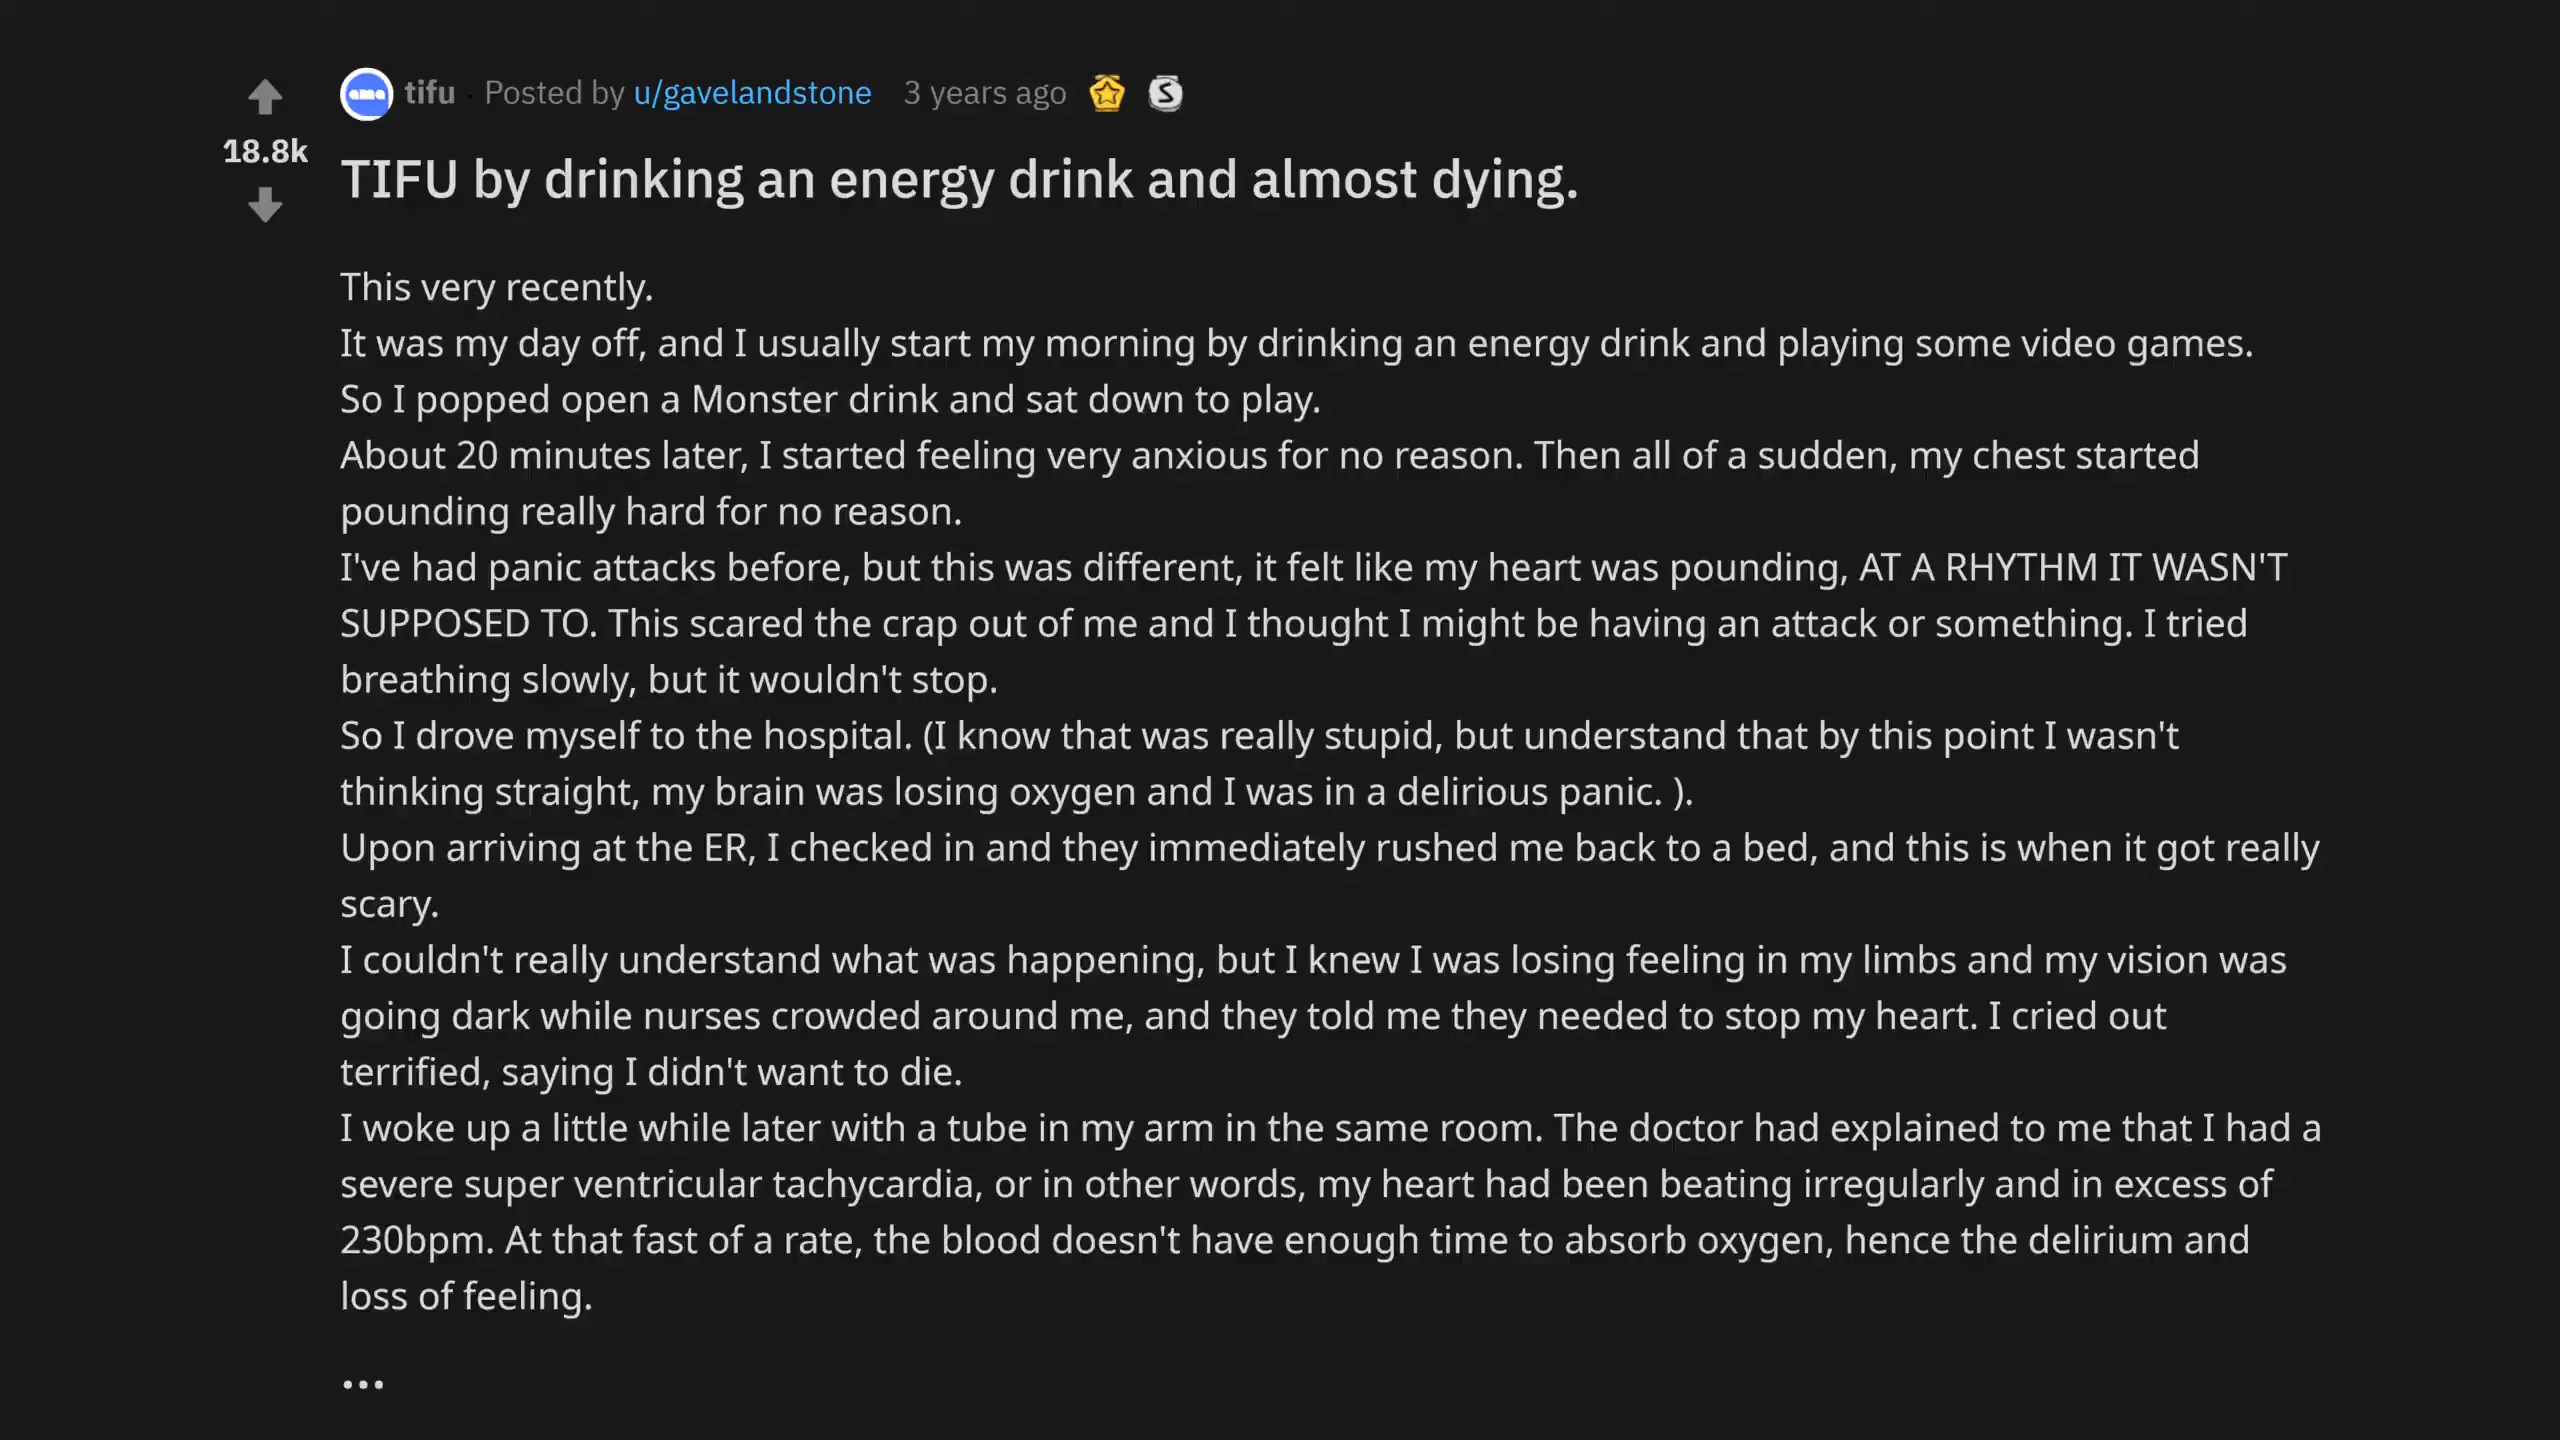 tifu · Posted by u/gavelandstone 3 years ago
18.8k
TIFU by drinking an energy drink and almost dying.
This very recently.
It was my day off, and I usually start my morning by drinking an energy drink and playing some video games.
So I popped open a Monster drink and sat down to play.
About 20 minutes later, I started feeling very anxious for no reason. Then all of a sudden, my chest started
pounding really hard for no reason.
I've had panic attacks before, but this was different, it felt like my heart was pounding, AT A RHYTHM IT WASN'T
SUPPOSED TO. This scared the crap out of me and I thought I might be having an attack or something. I tried
breathing slowly, but it wouldn't stop.
So I drove myself to the hospital. (I know that was really stupid, but understand that by this point I wasn't
thinking straight, my brain was losing oxygen and I was in a delirious panic. ).
Upon arriving at the ER, I checked in and they immediately rushed me back to a bed, and this is when it got really
scary.
I couldn't really understand what was happening, but I knew I was losing feeling in my limbs and my vision was
going dark while nurses crowded around me, and they told me they needed to stop my heart. I cried out
terrified, saying I didn't want to die.
I woke up a little while later with a tube in my arm in the same room. The doctor had explained to me that I had a
severe super ventricular tachycardia, or in other words, my heart had been beating irregularly and in excess of
230bpm. At that fast of a rate, the blood doesn't have enough time to absorb oxygen, hence the delirium and
loss of feeling.
...